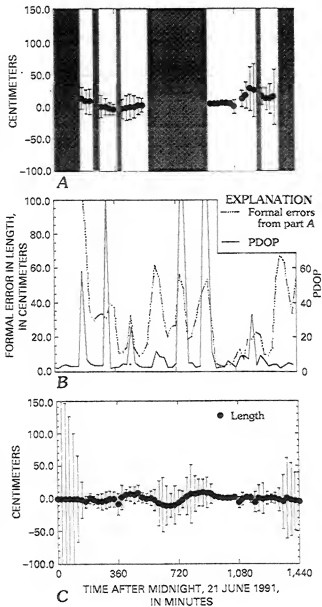 150.0
100.0
50.0
0.0
-50.0
-100.0
CENTIMETERS
A
100.0
80.0
60.0
40.0
20.0
0.0
FORMAL ERROR IN LENGTH,
IN CENTIMETERS
EXPLANATION
Formal errors
from part A
PDOP
60
40
20
0
PDOP
B
150.0
100.0
50.0
0.0
-50.0
-100.0
CENTIMETERS
Length
0 360 720 1,080 1,440
TIME AFTER MIDNIGHT, 21 JUNE 1991,
IN MINUTES
C